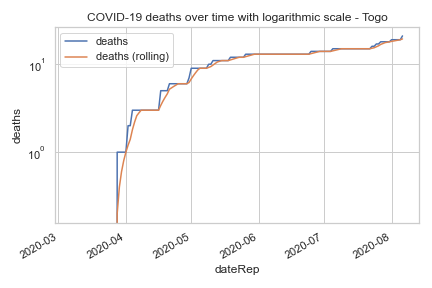 COVID-19 deaths over time with logarithmic scale - Togo
deaths
deaths (rolling)
10¹
10⁰
deaths
2020-03
2020-04
2020-05
2020-06
2020-07
2020-08
dateRep